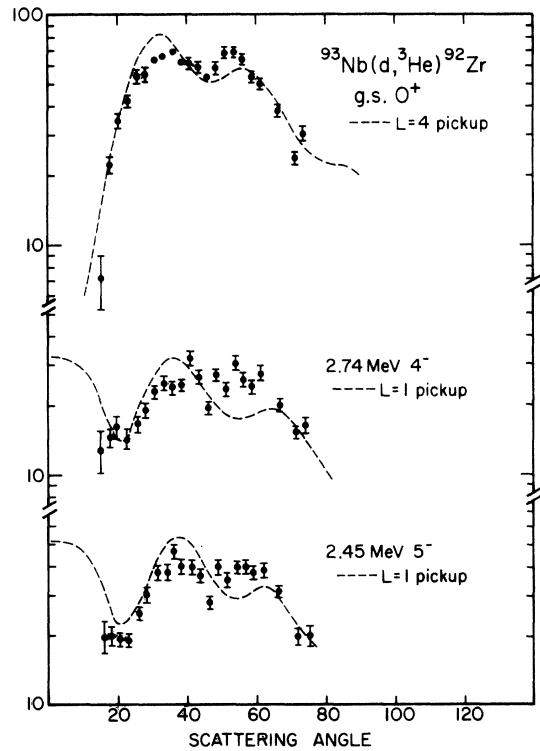 100
⁹³Nb(d,³He)⁹²Zr
g.s. O⁺
---- L=4 pickup
10
2.74 MeV 4⁻
---- L=1 pickup
10
2.45 MeV 5⁻
---- L=1 pickup
10
20 40 60 80 100 120
SCATTERING ANGLE